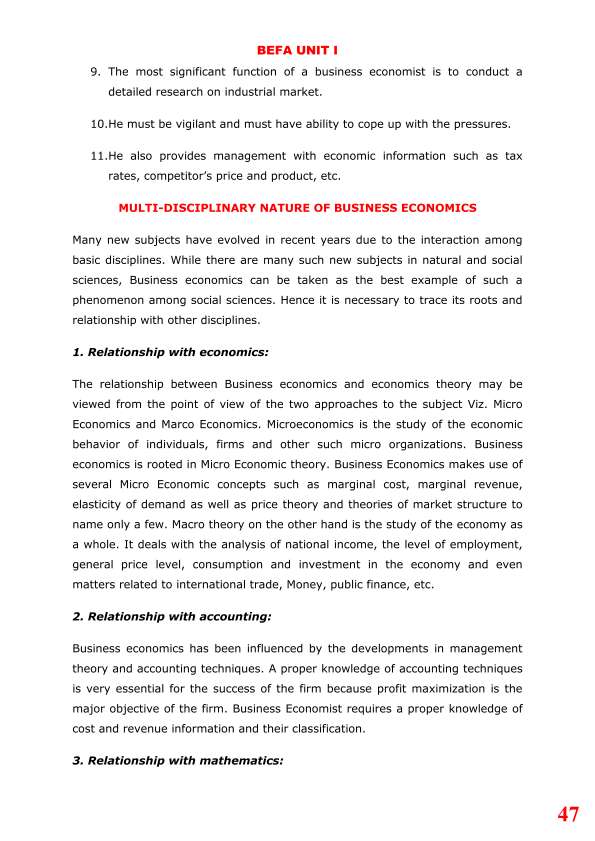 BEFA UNIT I
9. The most significant function of a business economist is to conduct a
detailed research on industrial market.
10.He must be vigilant and must have ability to cope up with the pressures.
11.He also provides management with economic information such as tax
rates, competitor’s price and product, etc.
MULTI-DISCIPLINARY NATURE OF BUSINESS ECONOMICS
Many new subjects have evolved in recent years due to the interaction among
basic disciplines. While there are many such new subjects in natural and social
sciences, Business economics can be taken as the best example of such a
phenomenon among social sciences. Hence it is necessary to trace its roots and
relationship with other disciplines.
1. Relationship with economics:
The relationship between Business economics and economics theory may be
viewed from the point of view of the two approaches to the subject Viz. Micro
Economics and Marco Economics. Microeconomics is the study of the economic
behavior of individuals, firms and other such micro organizations. Business
economics is rooted in Micro Economic theory. Business Economics makes use of
several Micro Economic concepts such as marginal cost, marginal revenue,
elasticity of demand as well as price theory and theories of market structure to
name only a few. Macro theory on the other hand is the study of the economy as
a whole. It deals with the analysis of national income, the level of employment,
general price level, consumption and investment in the economy and even
matters related to international trade, Money, public finance, etc.
2. Relationship with accounting:
Business economics has been influenced by the developments in management
theory and accounting techniques. A proper knowledge of accounting techniques
is very essential for the success of the firm because profit maximization is the
major objective of the firm. Business Economist requires a proper knowledge of
cost and revenue information and their classification.
3. Relationship with mathematics:
47